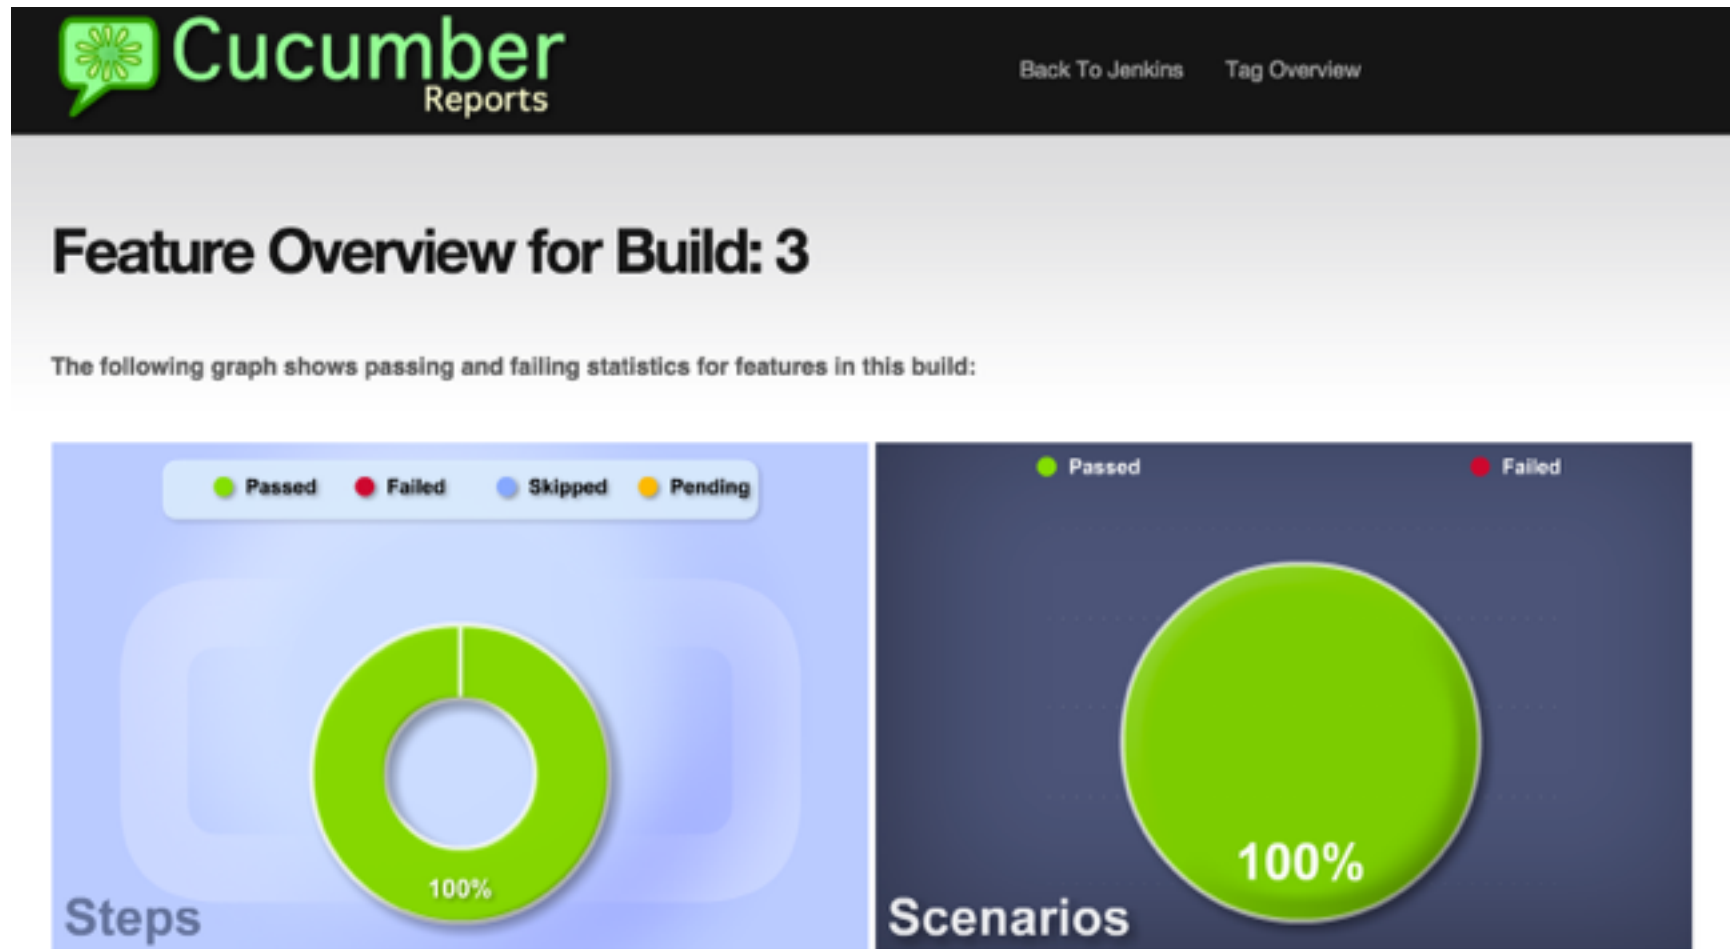 Cucumber
Reports
Back To Jenkins Tag Overview
Feature Overview for Build: 3
The following graph shows passing and failing statistics for features in this build:
Passed Failed Skipped Pending
100%
Steps
Passed Failed
100%
Scenarios